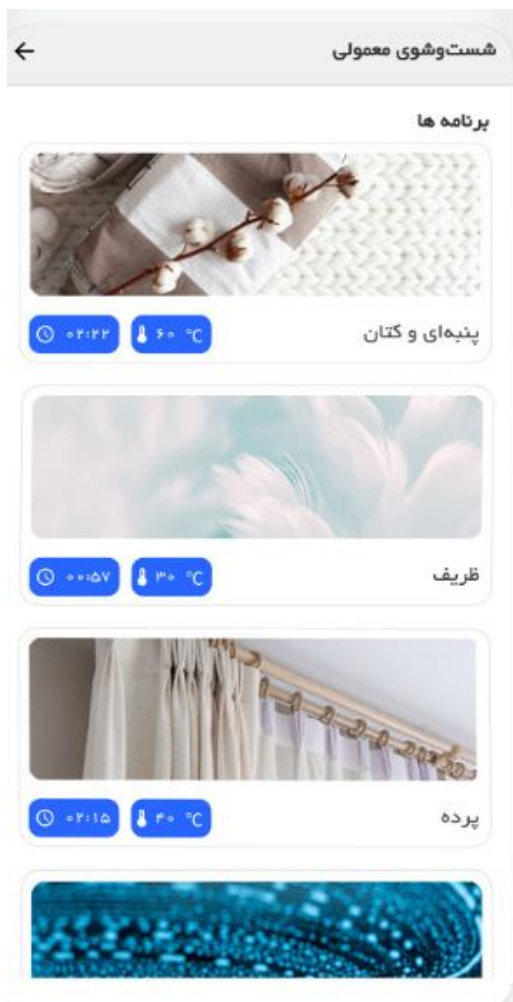 شست‌وشوی معمولی
برنامه ها
پنبه‌ای و کتان
۶۰ °C
۰۲:۲۲
ظریف
۳۰ °C
۰۰:۵۷
پرده
۴۰ °C
۰۲:۱۵